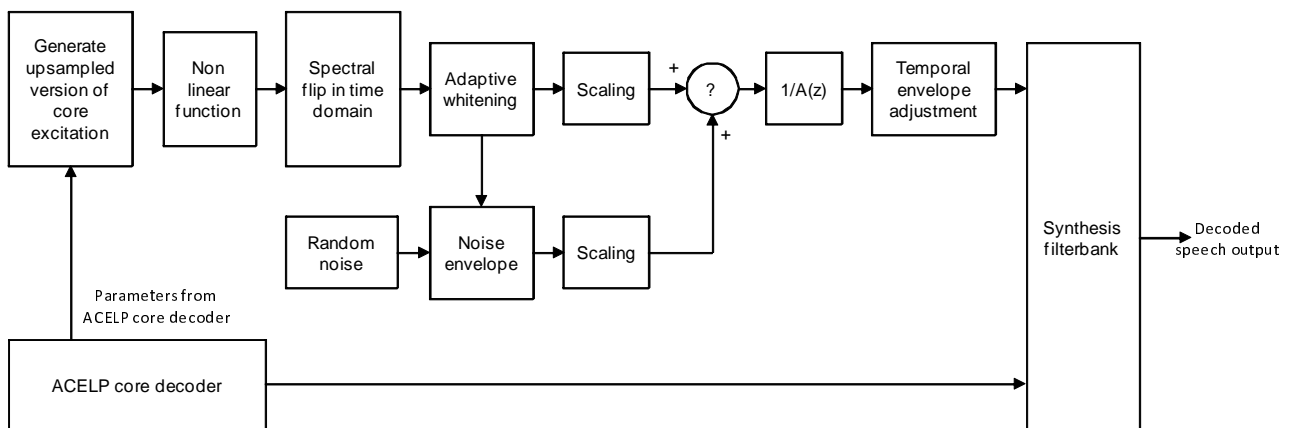 Generate
upsampled
version of
core
excitation
Non
linear
function
Spectral
flip in time
domain
Adaptive
whitening
Scaling
+
?
+
1/A(z)
Temporal
envelope
adjustment
Random
noise
Noise
envelope
Scaling
Synthesis
filterbank
Decoded
speech output
Parameters from
ACELP core decoder
ACELP core decoder